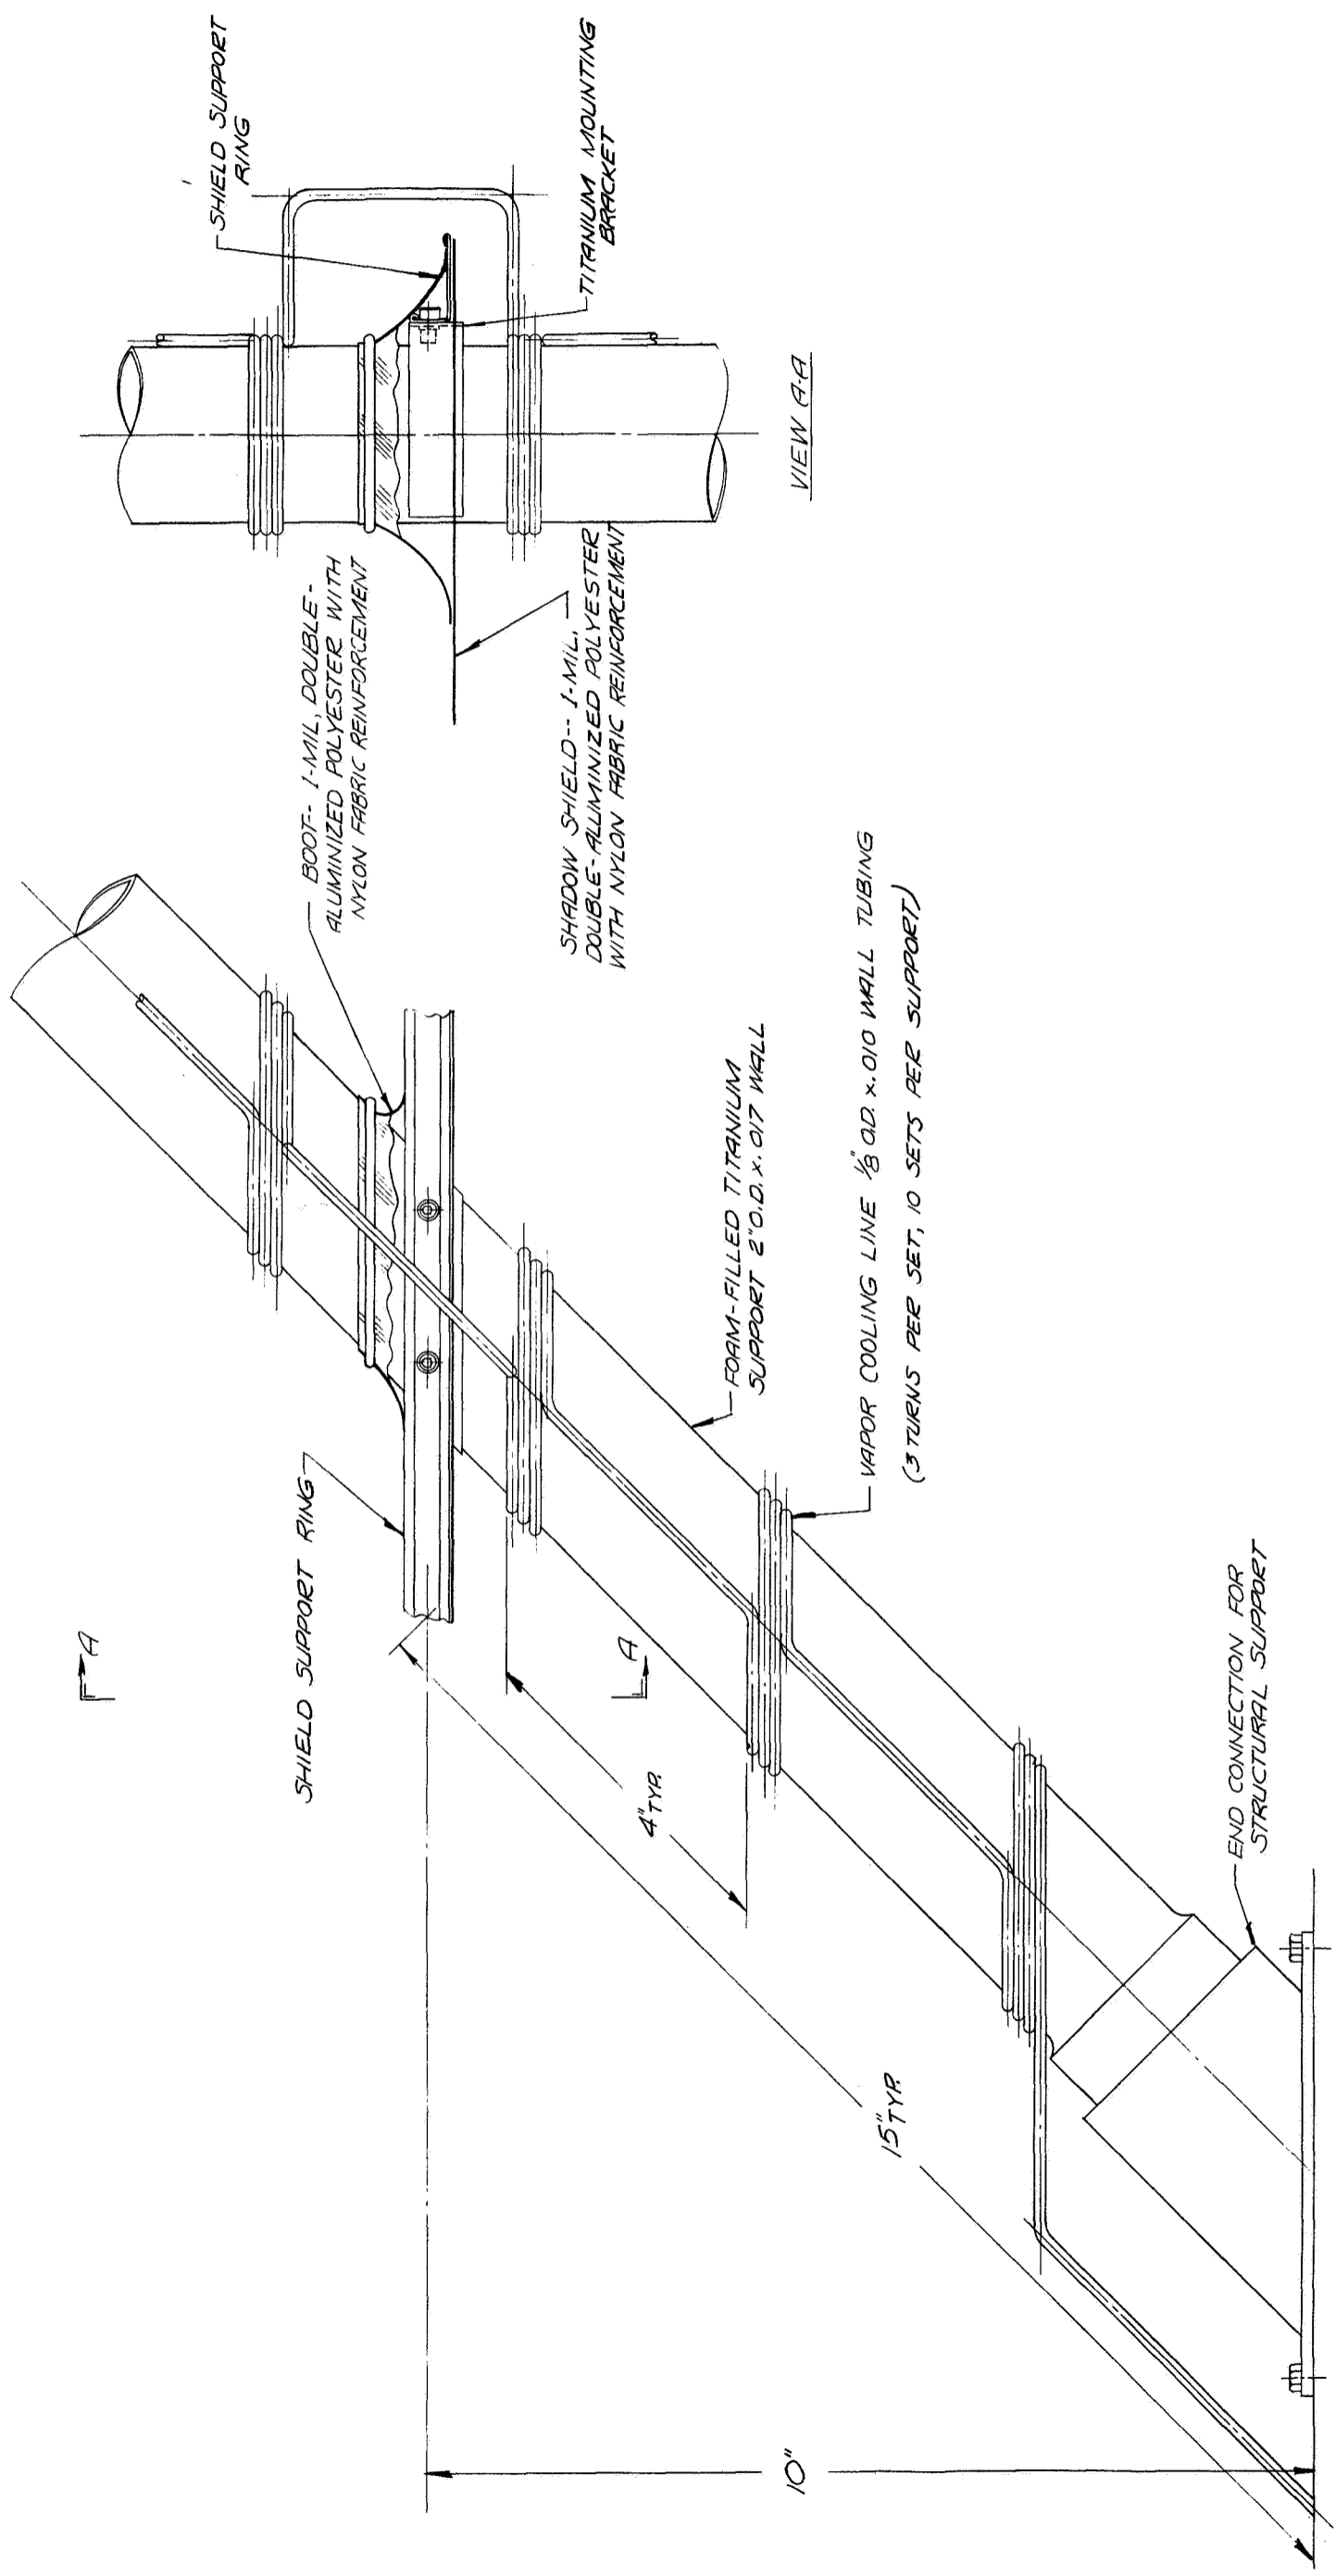 SHIELD SUPPORT
RING
TITANIUM MOUNTING
BRACKET
VIEW A-A
BOOT-- 1-MIL, DOUBLE-
ALUMINIZED POLYESTER WITH
NYLON FABRIC REINFORCEMENT
SHADOW SHIELD-- 1-MIL,
DOUBLE-ALUMINIZED POLYESTER
WITH NYLON FABRIC REINFORCEMENT
A
A
SHIELD SUPPORT RING
FOAM-FILLED TITANIUM
SUPPORT 2" O.D. x .017 WALL
VAPOR COOLING LINE 1/8" O.D. x .010 WALL TUBING
(3 TURNS PER SET, 10 SETS PER SUPPORT)
4" TYP.
15" TYP.
10"
END CONNECTION FOR
STRUCTURAL SUPPORT